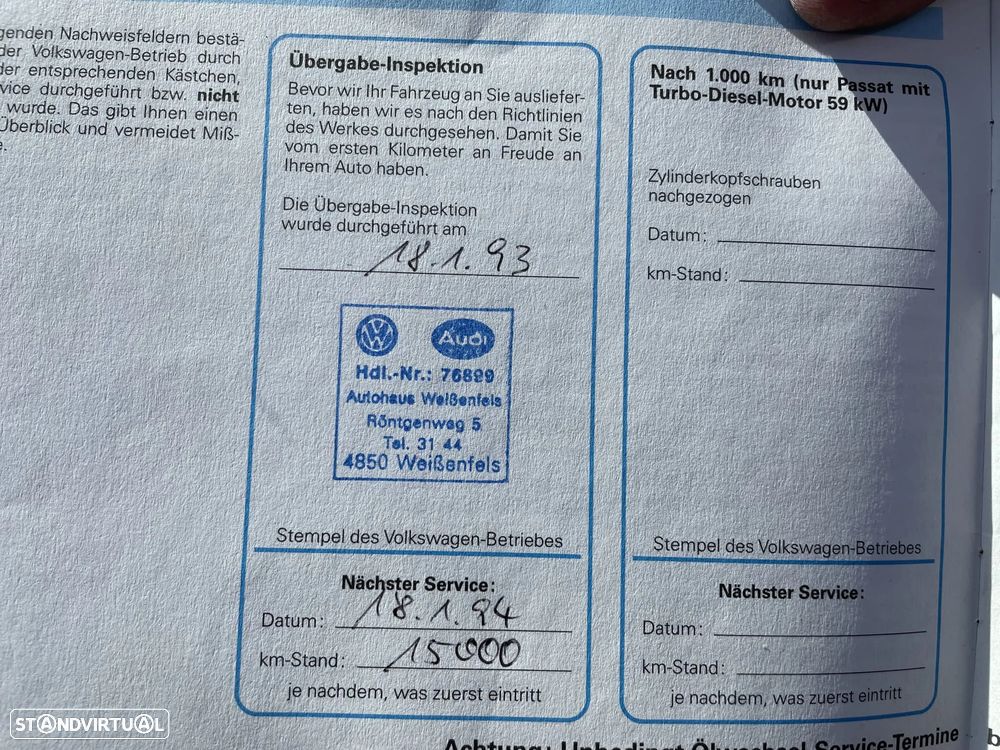 genden Nachweisfeldern bestä-
der Volkswagen-Betrieb durch
der entsprechenden Kästchen,
vice durchgeführt bzw. nicht
wurde. Das gibt Ihnen einen
Überblick und vermeidet Miß-
e.
Übergabe-Inspektion
Bevor wir Ihr Fahrzeug an Sie ausliefer-
ten, haben wir es nach den Richtlinien
des Werkes durchgesehen. Damit Sie
vom ersten Kilometer an Freude an
Ihrem Auto haben.
Die Übergabe-Inspektion
wurde durchgeführt am
18.1.93
VW Audi
Hdl.-Nr.: 76899
Autohaus Weißenfels
Röntgenweg 5
Tel. 31 44
4850 Weißenfels
Stempel des Volkswagen-Betriebes
Nächster Service:
Datum: 18.1.94
km-Stand: 15000
je nachdem, was zuerst eintritt
Nach 1.000 km (nur Passat mit
Turbo-Diesel-Motor 59 kW)
Zylinderkopfschrauben
nachgezogen
Datum:
km-Stand:
Stempel des Volkswagen-Betriebes
Nächster Service:
Datum:
km-Stand:
je nachdem, was zuerst eintritt
Achtung: Unbedingt Ölwechsel Service-Termine
STANDVIRTUAL